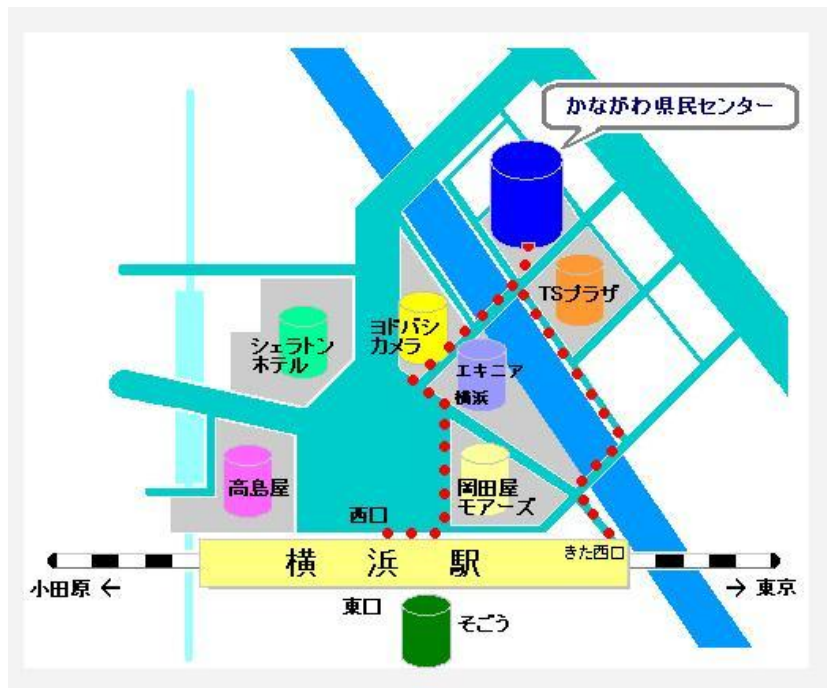 かながわ県民センター
TSプラザ
ヨドバシ
カメラ
シェラトン
ホテル
エキニア
横浜
高島屋
岡田屋
モアーズ
西口
きた西口
横浜駅
小田原 ←
→ 東京
東口
そごう